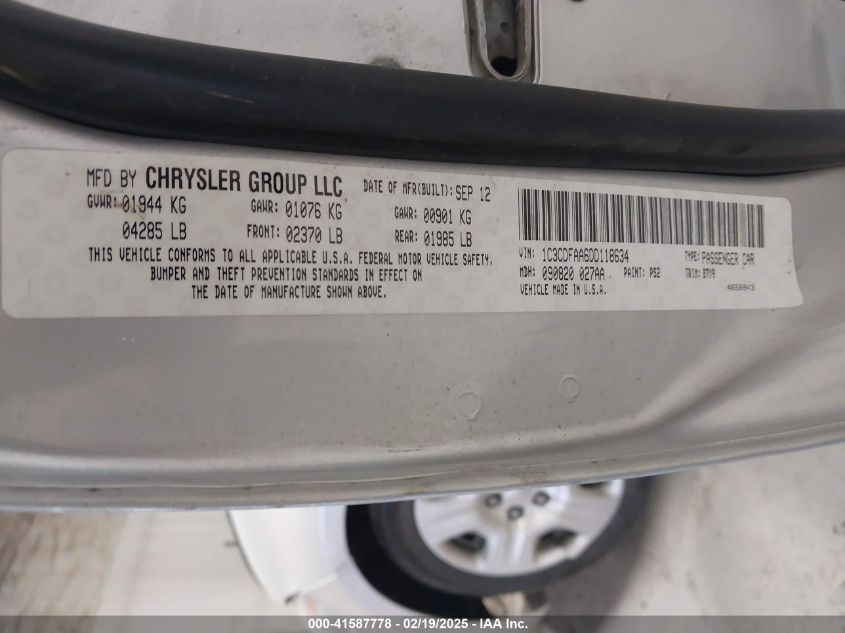 MFD BY CHRYSLER GROUP LLC
DATE OF MFR(BUILT): SEP 12
GVWR: 01944 KG GAWR: 01076 KG GAWR: 00901 KG
04285 LB FRONT: 02370 LB REAR: 01985 LB
THIS VEHICLE CONFORMS TO ALL APPLICABLE U.S.A. FEDERAL MOTOR VEHICLE SAFETY,
BUMPER AND THEFT PREVENTION STANDARDS IN EFFECT ON
THE DATE OF MANUFACTURE SHOWN ABOVE.
VIN: 1C3CDFAA6DD118634 TYPE: PASSENGER CAR
MDH: 090820 027AA PAINT: PS2 TRIM:
VEHICLE MADE IN U.S.A. 4656843
000-41587778 - 02/19/2025 - IAA Inc.